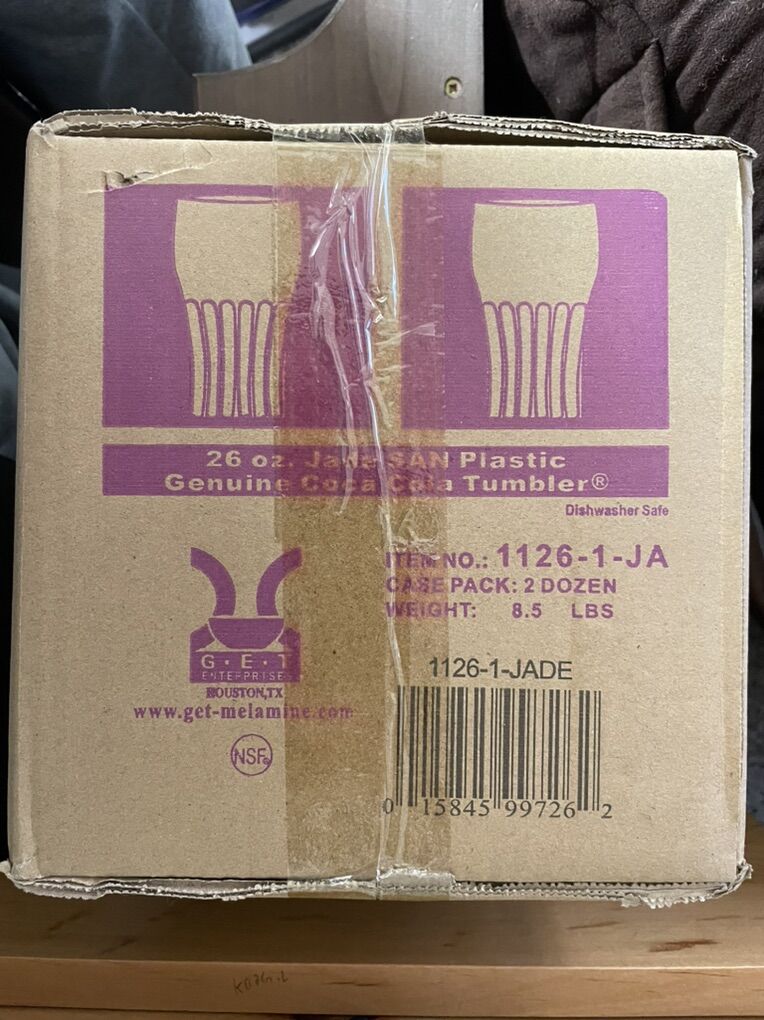 26 oz. Jade SAN Plastic
Genuine Coca Cola Tumbler®
Dishwasher Safe
ITEM NO.: 1126-1-JA
CASE PACK: 2 DOZEN
WEIGHT: 8.5 LBS
G·E·T
ENTERPRISES
HOUSTON,TX
www.get-melamine.com
NSF®
1126-1-JADE
0 15845 99726 2